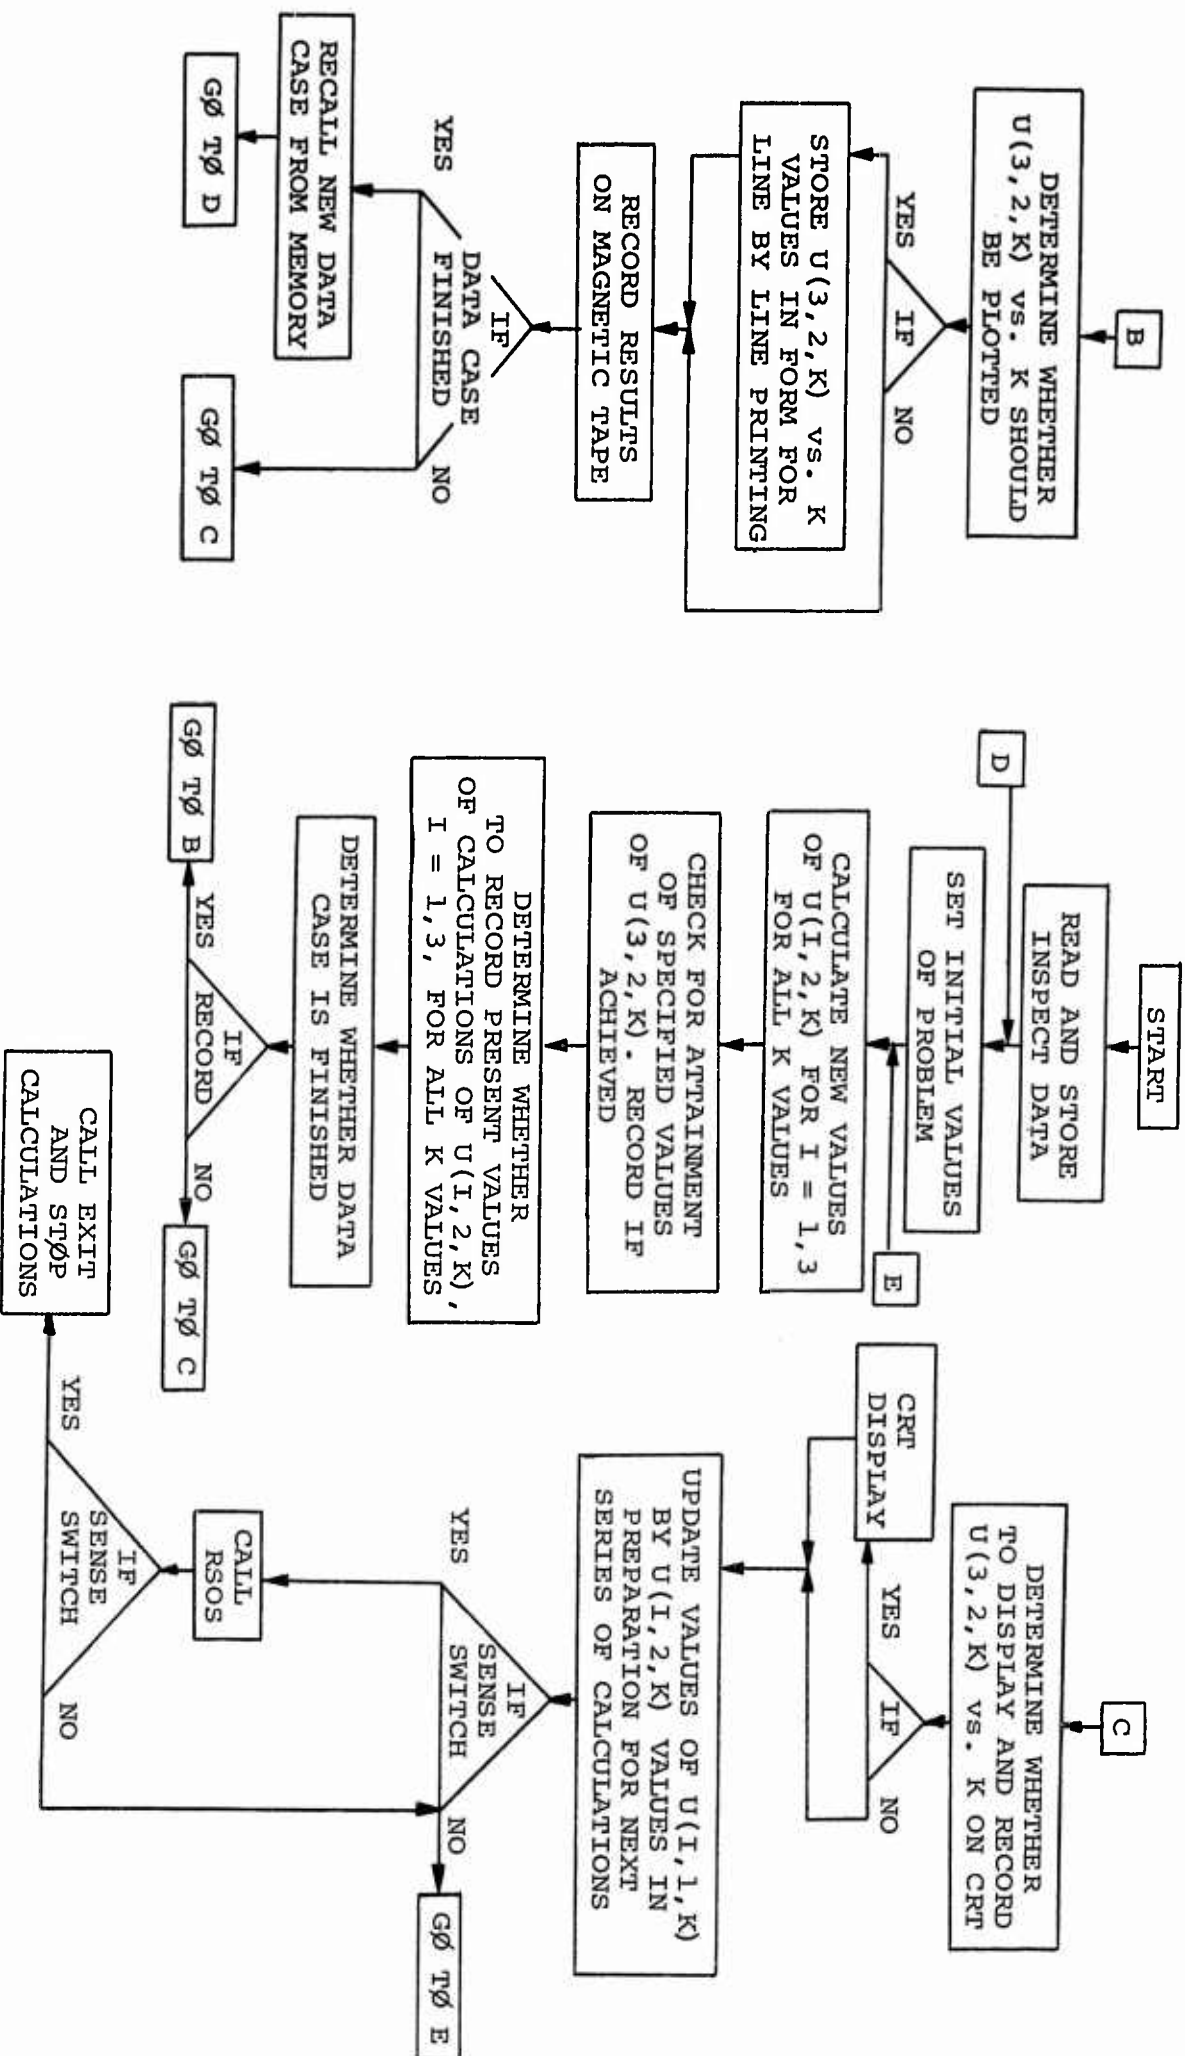 B
DETERMINE WHETHER
U(3,2,K) vs. K SHOULD
BE PLOTTED
YES
IF
NO
STORE U(3,2,K) vs. K
VALUES IN FORM FOR
LINE BY LINE PRINTING
RECORD RESULTS
ON MAGNETIC TAPE
IF
DATA CASE
FINISHED
YES
NO
RECALL NEW DATA
CASE FROM MEMORY
GØ TØ D
GØ TØ C
START
READ AND STORE
INSPECT DATA
D
SET INITIAL VALUES
OF PROBLEM
E
CALCULATE NEW VALUES
OF U(I,2,K) FOR I = 1,3
FOR ALL K VALUES
CHECK FOR ATTAINMENT
OF SPECIFIED VALUES
OF U(3,2,K). RECORD IF
ACHIEVED
DETERMINE WHETHER
TO RECORD PRESENT VALUES
OF CALCULATIONS OF U(I,2,K),
I = 1,3, FOR ALL K VALUES
DETERMINE WHETHER DATA
CASE IS FINISHED
IF
RECORD
YES
NO
GØ TØ B
GØ TØ C
C
DETERMINE WHETHER
TO DISPLAY AND RECORD
U(3,2,K) vs. K ON CRT
YES
IF
NO
CRT
DISPLAY
UPDATE VALUES OF U(I,1,K)
BY U(I,2,K) VALUES IN
PREPARATION FOR NEXT
SERIES OF CALCULATIONS
IF
SENSE
SWITCH
YES
NO
GØ TØ E
CALL
RSOS
IF
SENSE
SWITCH
YES
NO
CALL EXIT
AND STØP
CALCULATIONS